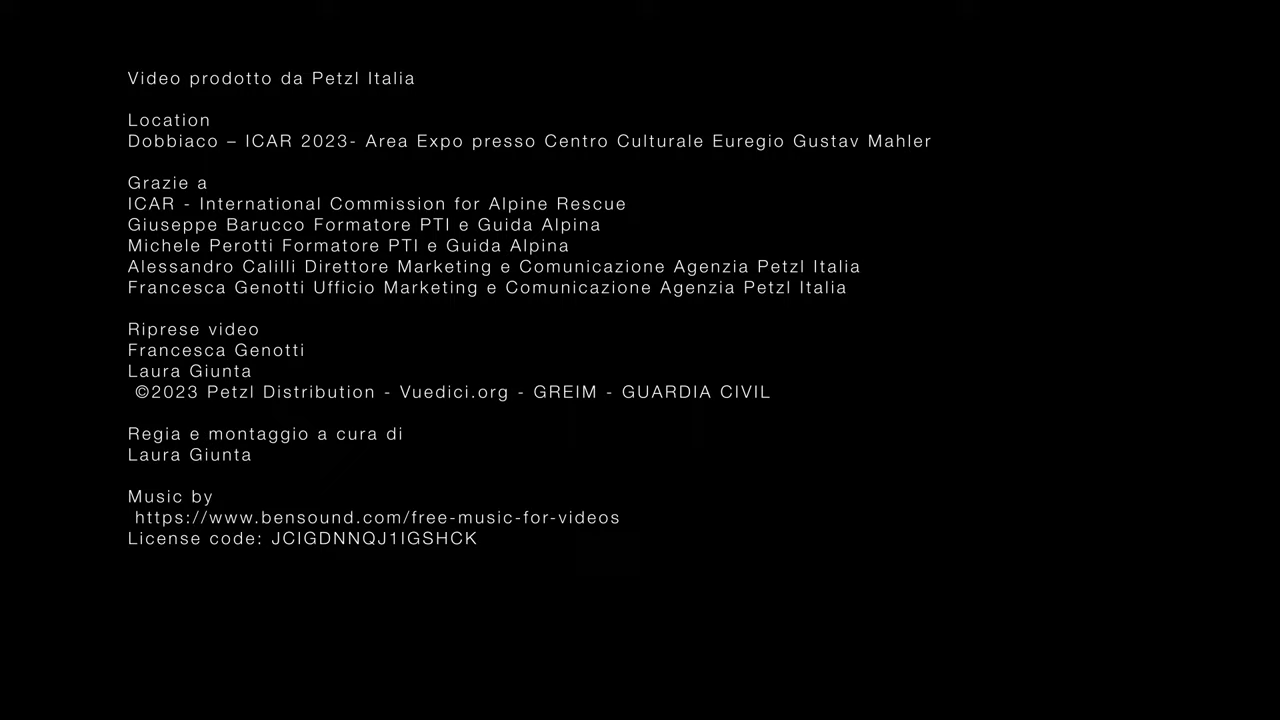 Video prodotto da Petzl Italia
Location
Dobbiaco – ICAR 2023- Area Expo presso Centro Culturale Euregio Gustav Mahler
Grazie a
ICAR - International Commission for Alpine Rescue
Giuseppe Barucco Formatore PTI e Guida Alpina
Michele Perotti Formatore PTI e Guida Alpina
Alessandro Calilli Direttore Marketing e Comunicazione Agenzia Petzl Italia
Francesca Genotti Ufficio Marketing e Comunicazione Agenzia Petzl Italia
Riprese video
Francesca Genotti
Laura Giunta
©2023 Petzl Distribution - Vuedici.org - GREIM - GUARDIA CIVIL
Regia e montaggio a cura di
Laura Giunta
Music by
https://www.bensound.com/free-music-for-videos
License code: JCIGDNNQJ1IGSHCK